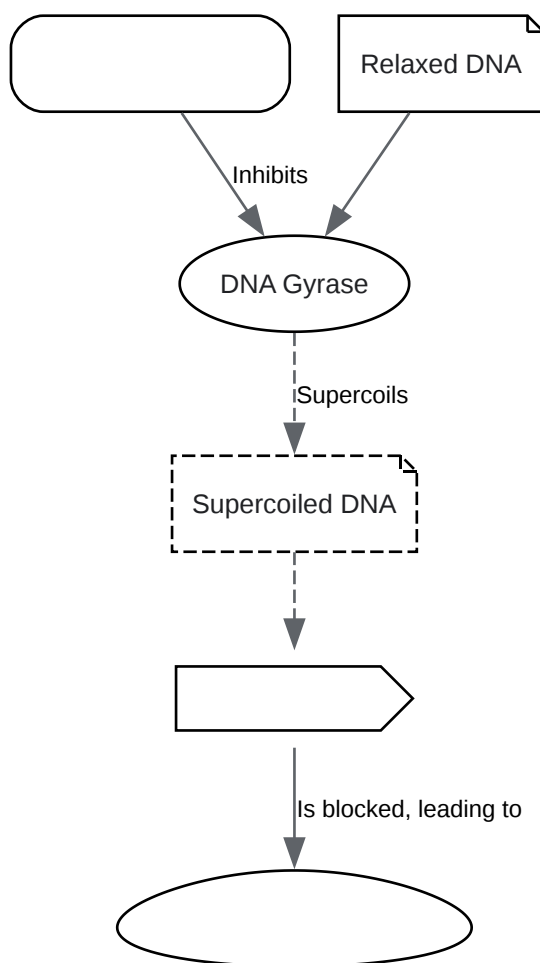 Relaxed DNA
Inhibits
DNA Gyrase
Supercoils
Supercoiled DNA
Is blocked, leading to